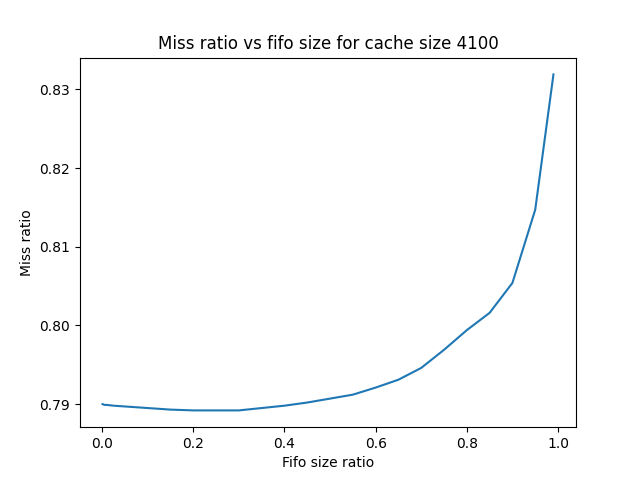 Miss ratio vs fifo size for cache size 4100
0.83
0.82
0.81
0.80
0.79
Miss ratio
0.0 0.2 0.4 0.6 0.8 1.0
Fifo size ratio